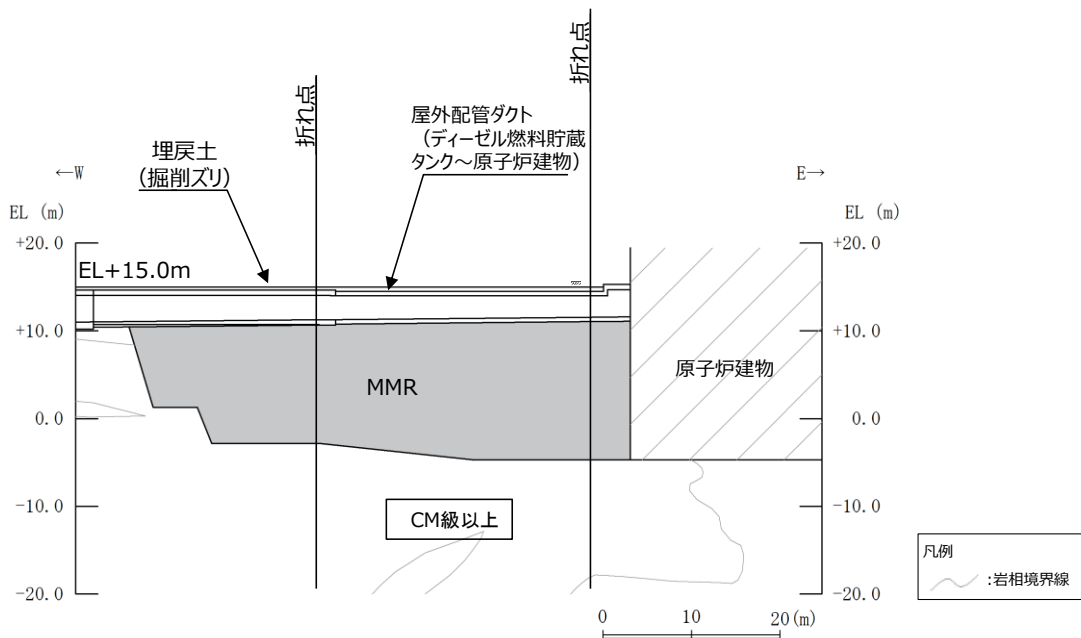 折れ点
折れ点
屋外配管ダクト
（ディーゼル燃料貯蔵
タンク～原子炉建物）
埋戻土
（掘削ズリ）
←W
E→
EL (m)
EL (m)
+20.0
+20.0
EL+15.0m
+10.0
+10.0
原子炉建物
MMR
0.0
0.0
-10.0
-10.0
CM級以上
凡例
:岩相境界線
-20.0
-20.0
0 10 20(m)